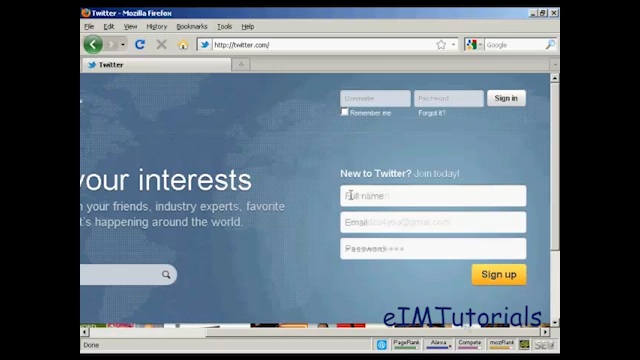 Twitter - Mozilla Firefox
File Edit View History Bookmarks Tools Help
http://twitter.com/
Google
Twitter
Username Password Sign in
Remember me Forgot it?
New to Twitter? Join today!
your interests
Full name
your friends, industry experts, favorite
t's happening around the world.
Email
Password
Sign up
eIMTutorials
Done
PageRank Alexa Compete mozRank